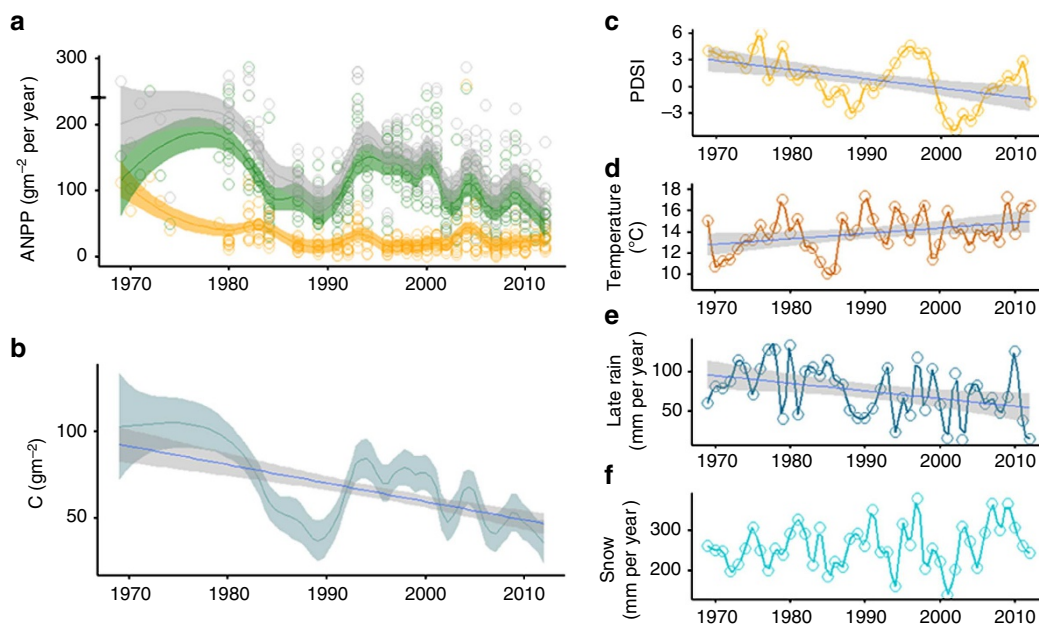 a
ANPP (gm⁻² per year)
300
200
100
0
1970 1980 1990 2000 2010
b
C (gm⁻²)
100
50
1970 1980 1990 2000 2010
c
PDSI
6
3
0
–3
1970 1980 1990 2000 2010
d
Temperature
(°C)
18
16
14
12
10
1970 1980 1990 2000 2010
e
Late rain
(mm per year)
100
50
1970 1980 1990 2000 2010
f
Snow
(mm per year)
300
200
1970 1980 1990 2000 2010